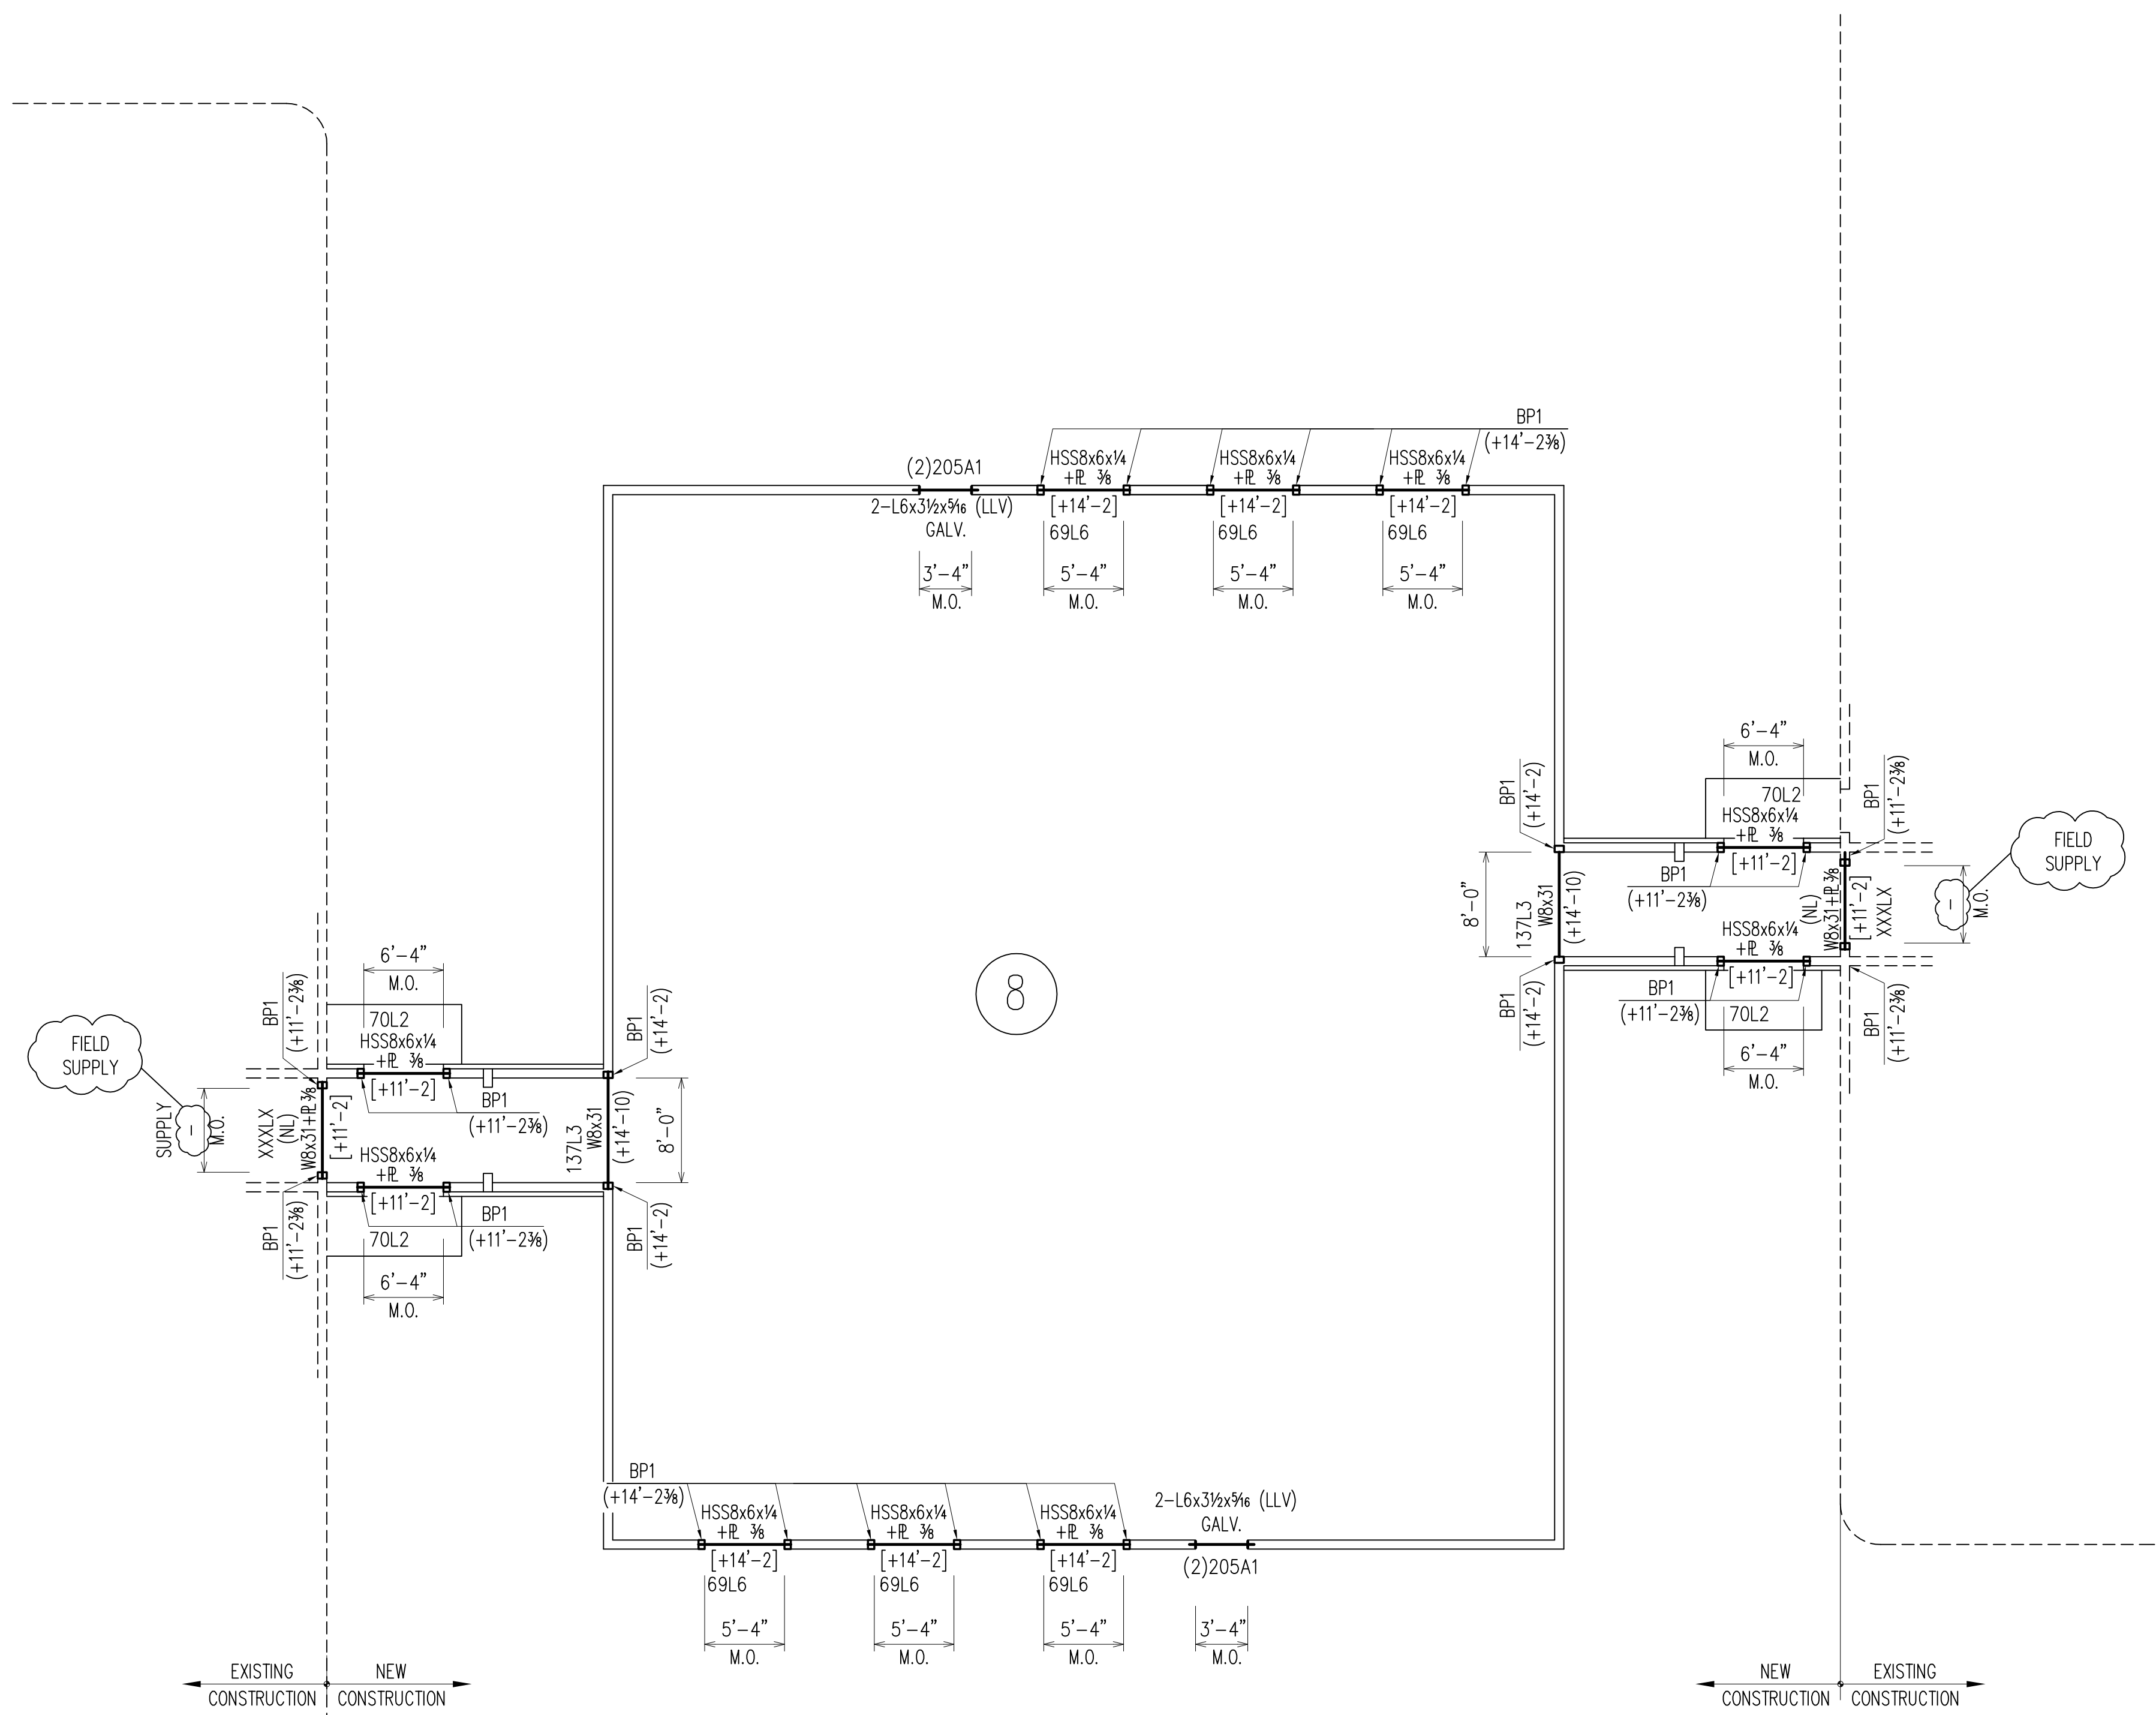 BP1
(+14'-2⅜)
(2)205A1
2-L6x3½x5⁄16 (LLV)
GALV.
3'-4"
M.O.
HSS8x6x¼
+PL ⅜
[+14'-2]
69L6
5'-4"
M.O.
HSS8x6x¼
+PL ⅜
[+14'-2]
69L6
5'-4"
M.O.
HSS8x6x¼
+PL ⅜
[+14'-2]
69L6
5'-4"
M.O.
6'-4"
M.O.
70L2
HSS8x6x¼
+PL ⅜
[+11'-2]
BP1
(+11'-2⅜)
BP1
(+14'-2)
8'-0"
137L3
W8x31
(+14'-10)
BP1
(+14'-2)
HSS8x6x¼
+PL ⅜
[+11'-2]
BP1
(+11'-2⅜)
70L2
6'-4"
M.O.
(NL)
W8x31+PL⅜
[+11'-2]
XXXLX
BP1
(+11'-2⅜)
BP1
(+11'-2⅜)
-
M.O.
FIELD
SUPPLY
8
6'-4"
M.O.
70L2
HSS8x6x¼
+PL ⅜
[+11'-2]
BP1
(+11'-2⅜)
BP1
(+11'-2⅜)
FIELD
SUPPLY
SUPPLY
-
M.O.
XXXLX
(NL)
W8x31+PL⅜
[+11'-2]
HSS8x6x¼
+PL ⅜
[+11'-2]
BP1
(+11'-2⅜)
70L2
6'-4"
M.O.
BP1
(+11'-2⅜)
BP1
(+14'-2)
137L3
W8x31
(+14'-10)
8'-0"
BP1
(+14'-2)
BP1
(+14'-2⅜)
HSS8x6x¼
+PL ⅜
[+14'-2]
69L6
5'-4"
M.O.
HSS8x6x¼
+PL ⅜
[+14'-2]
69L6
5'-4"
M.O.
HSS8x6x¼
+PL ⅜
[+14'-2]
69L6
5'-4"
M.O.
2-L6x3½x5⁄16 (LLV)
GALV.
(2)205A1
3'-4"
M.O.
EXISTING
CONSTRUCTION
NEW
CONSTRUCTION
NEW
CONSTRUCTION
EXISTING
CONSTRUCTION